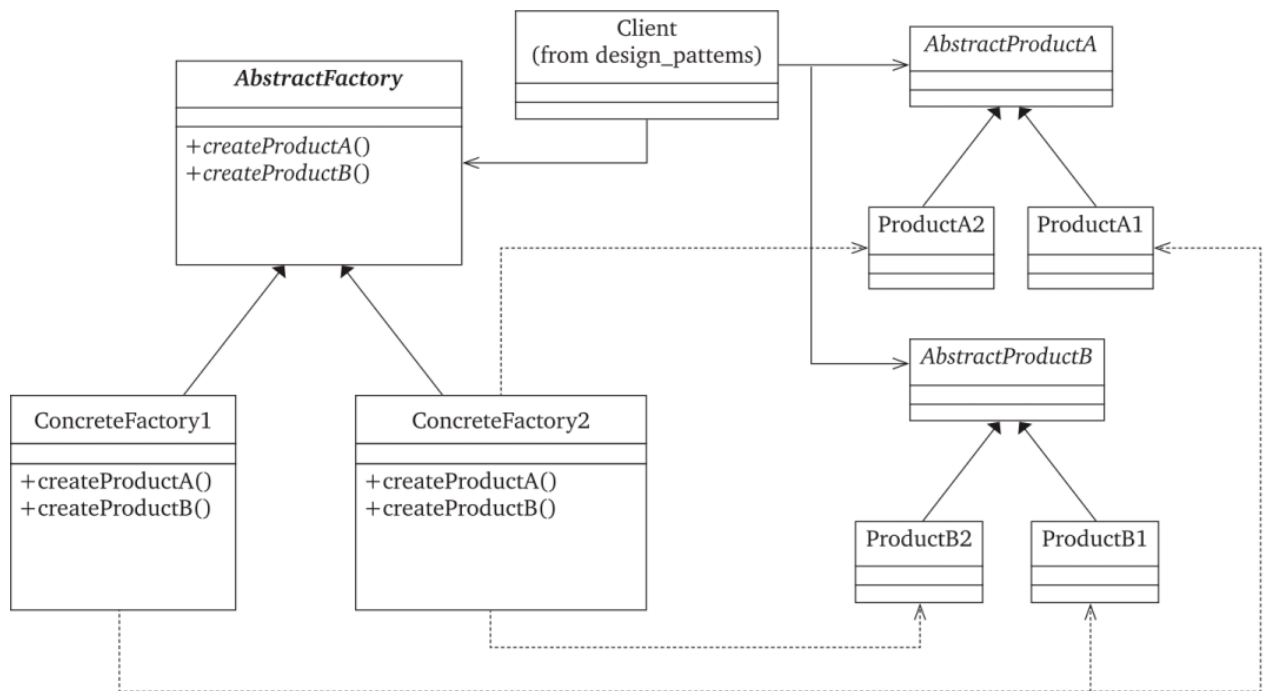 Client
(from design_pattems)
AbstractProductA
AbstractFactory
+createProductA()
+createProductB()
ProductA2
ProductA1
AbstractProductB
ConcreteFactory1
+createProductA()
+createProductB()
ConcreteFactory2
+createProductA()
+createProductB()
ProductB2
ProductB1